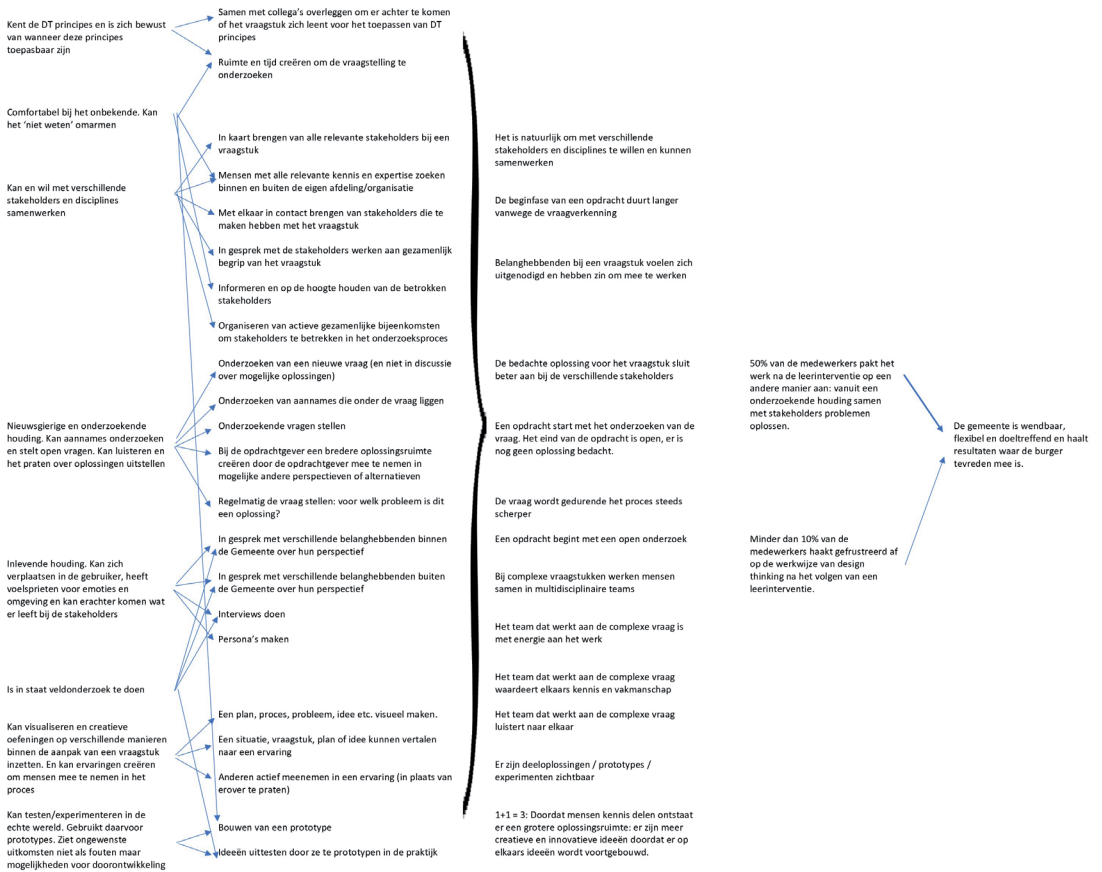 Kent de DT principes en is zich bewust
van wanneer deze principes
toepasbaar zijn
Comfortabel bij het onbekende. Kan
het ‘niet weten’ omarmen
Kan en wil met verschillende
stakeholders en disciplines
samenwerken
Nieuwsgierige en onderzoekende
houding. Kan aannames onderzoeken
en stelt open vragen. Kan luisteren en
het praten over oplossingen uitstellen
Inlevende houding. Kan zich
verplaatsen in de gebruiker, heeft
voelsprieten voor emoties en
omgeving en kan erachter komen wat
er leeft bij de stakeholders
Is in staat veldonderzoek te doen
Kan visualiseren en creatieve
oefeningen op verschillende manieren
binnen de aanpak van een vraagstuk
inzetten. En kan ervaringen creëren
om mensen mee te nemen in het
proces
Kan testen/experimenteren in de
echte wereld. Gebruikt daarvoor
prototypes. Ziet ongewenste
uitkomsten niet als fouten maar
mogelijkheden voor doorontwikkeling
Samen met collega’s overleggen om er achter te komen
of het vraagstuk zich leent voor het toepassen van DT
principes
Ruimte en tijd creëren om de vraagstelling te
onderzoeken
In kaart brengen van alle relevante stakeholders bij een
vraagstuk
Mensen met alle relevante kennis en expertise zoeken
binnen en buiten de eigen afdeling/organisatie
Met elkaar in contact brengen van stakeholders die te
maken hebben met het vraagstuk
In gesprek met de stakeholders werken aan gezamenlijk
begrip van het vraagstuk
Informeren en op de hoogte houden van de betrokken
stakeholders
Organiseren van actieve gezamenlijke bijeenkomsten
om stakeholders te betrekken in het onderzoeksproces
Onderzoeken van een nieuwe vraag (en niet in discussie
over mogelijke oplossingen)
Onderzoeken van aannames die onder de vraag liggen
Onderzoekende vragen stellen
Bij de opdrachtgever een bredere oplossingsruimte
creëren door de opdrachtgever mee te nemen in
mogelijke andere perspectieven of alternatieven
Regelmatig de vraag stellen: voor welk probleem is dit
een oplossing?
In gesprek met verschillende belanghebbenden binnen
de Gemeente over hun perspectief
In gesprek met verschillende belanghebbenden buiten
de Gemeente over hun perspectief
Interviews doen
Persona’s maken
Een plan, proces, probleem, idee etc. visueel maken.
Een situatie, vraagstuk, plan of idee kunnen vertalen
naar een ervaring
Anderen actief meenemen in een ervaring (in plaats van
erover te praten)
Bouwen van een prototype
Ideeën uittesten door ze te prototypen in de praktijk
Het is natuurlijk om met verschillende
stakeholders en disciplines te willen en kunnen
samenwerken
De beginfase van een opdracht duurt langer
vanwege de vraagverkenning
Belanghebbenden bij een vraagstuk voelen zich
uitgenodigd en hebben zin om mee te werken
De bedachte oplossing voor het vraagstuk sluit
beter aan bij de verschillende stakeholders
Een opdracht start met het onderzoeken van de
vraag. Het eind van de opdracht is open, er is
nog geen oplossing bedacht.
De vraag wordt gedurende het proces steeds
scherper
Een opdracht begint met een open onderzoek
Bij complexe vraagstukken werken mensen
samen in multidisciplinaire teams
Het team dat werkt aan de complexe vraag is
met energie aan het werk
Het team dat werkt aan de complexe vraag
waardeert elkaars kennis en vakmanschap
Het team dat werkt aan de complexe vraag
luistert naar elkaar
Er zijn deeloplossingen / prototypes /
experimenten zichtbaar
1+1 = 3: Doordat mensen kennis delen ontstaat
er een grotere oplossingsruimte: er zijn meer
creatieve en innovatieve ideeën doordat er op
elkaars ideeën wordt voortgebouwd.
50% van de medewerkers pakt het
werk na de leerinterventie op een
andere manier aan: vanuit een
onderzoekende houding samen
met stakeholders problemen
oplossen.
Minder dan 10% van de
medewerkers haakt gefrustreerd af
op de werkwijze van design
thinking na het volgen van een
leerinterventie.
De gemeente is wendbaar,
flexibel en doeltreffend en haalt
resultaten waar de burger
tevreden mee is.